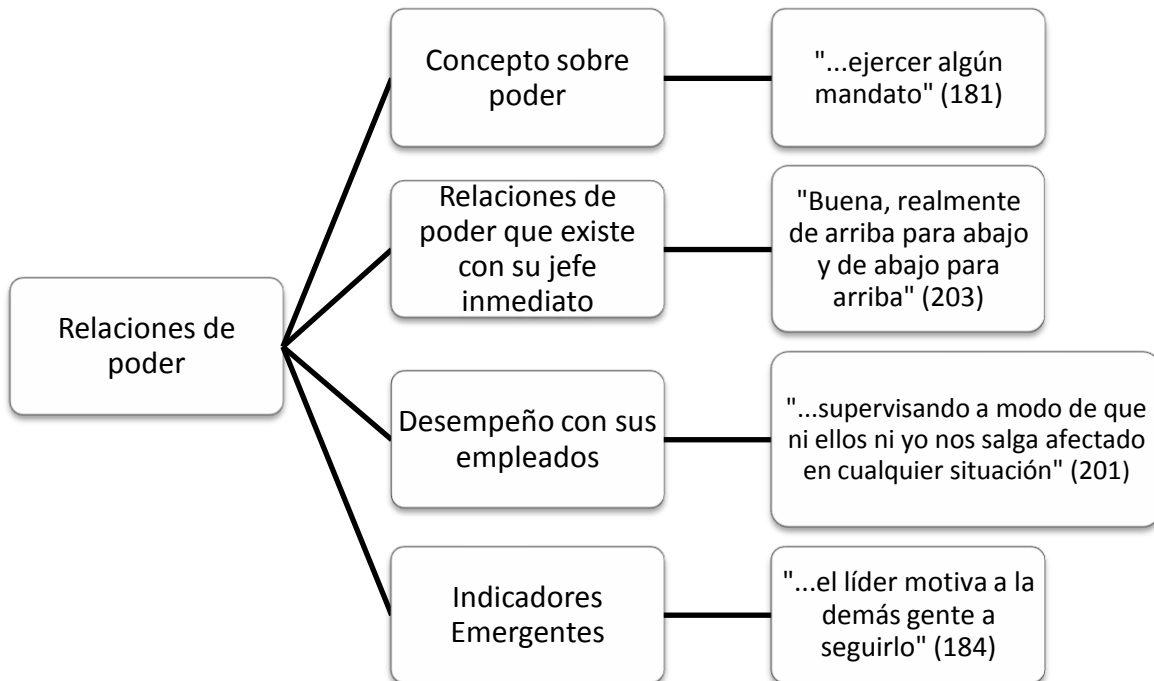 Relaciones de
poder
Concepto sobre
poder
"...ejercer algún
mandato" (181)
Relaciones de
poder que existe
con su jefe
inmediato
"Buena, realmente
de arriba para abajo
y de abajo para
arriba" (203)
Desempeño con sus
empleados
"...supervisando a modo de que
ni ellos ni yo nos salga afectado
en cualquier situación" (201)
Indicadores
Emergentes
"...el líder motiva a la
demás gente a
seguirlo" (184)